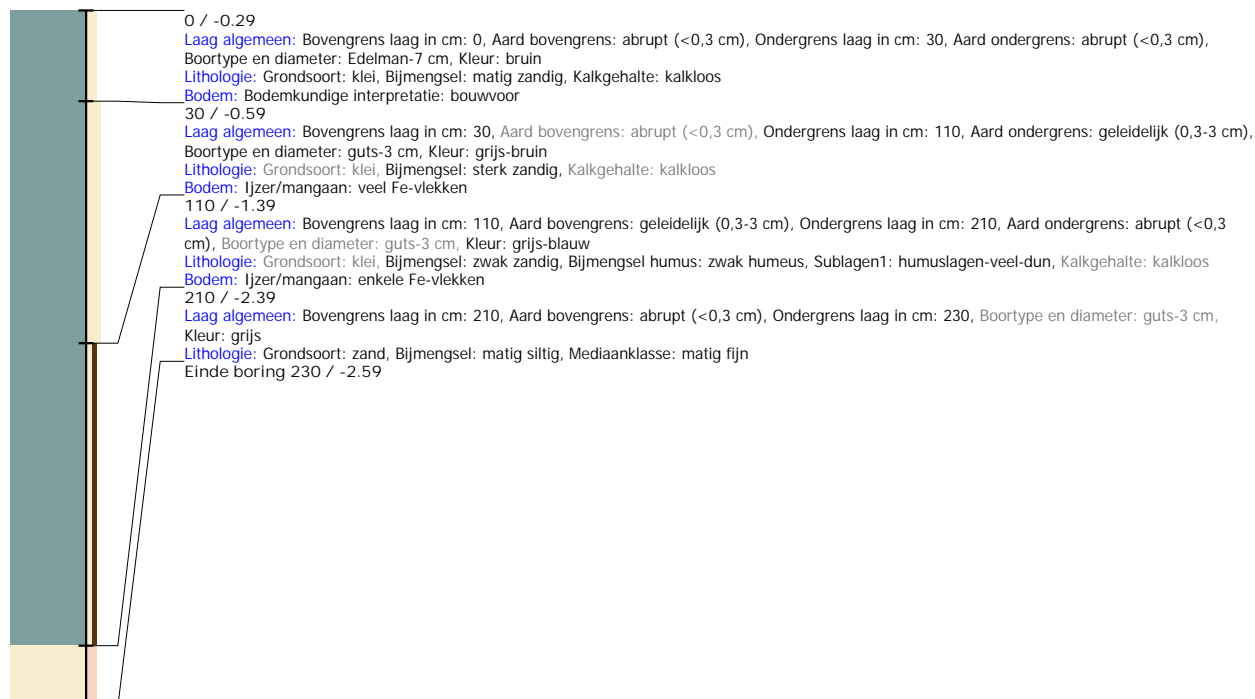 0 / -0.29
Laag algemeen: Bovengrens laag in cm: 0, Aard bovengrens: abrupt (<0,3 cm), Ondergrens laag in cm: 30, Aard ondergrens: abrupt (<0,3 cm),
Boortype en diameter: Edelman-7 cm, Kleur: bruin
Lithologie: Grondsoort: klei, Bijmengsel: matig zandig, Kalkgehalte: kalkloos
Bodem: Bodemkundige interpretatie: bouwvoor
30 / -0.59
Laag algemeen: Bovengrens laag in cm: 30, Aard bovengrens: abrupt (<0,3 cm), Ondergrens laag in cm: 110, Aard ondergrens: geleidelijk (0,3-3 cm),
Boortype en diameter: guts-3 cm, Kleur: grijs-bruin
Lithologie: Grondsoort: klei, Bijmengsel: sterk zandig, Kalkgehalte: kalkloos
Bodem: Ijzer/mangaan: veel Fe-vlekken
110 / -1.39
Laag algemeen: Bovengrens laag in cm: 110, Aard bovengrens: geleidelijk (0,3-3 cm), Ondergrens laag in cm: 210, Aard ondergrens: abrupt (<0,3
cm), Boortype en diameter: guts-3 cm, Kleur: grijs-blauw
Lithologie: Grondsoort: klei, Bijmengsel: zwak zandig, Bijmengsel humus: zwak humeus, Sublagen1: humuslagen-veel-dun, Kalkgehalte: kalkloos
Bodem: Ijzer/mangaan: enkele Fe-vlekken
210 / -2.39
Laag algemeen: Bovengrens laag in cm: 210, Aard bovengrens: abrupt (<0,3 cm), Ondergrens laag in cm: 230, Boortype en diameter: guts-3 cm,
Kleur: grijs
Lithologie: Grondsoort: zand, Bijmengsel: matig siltig, Mediaanklasse: matig fijn
Einde boring 230 / -2.59